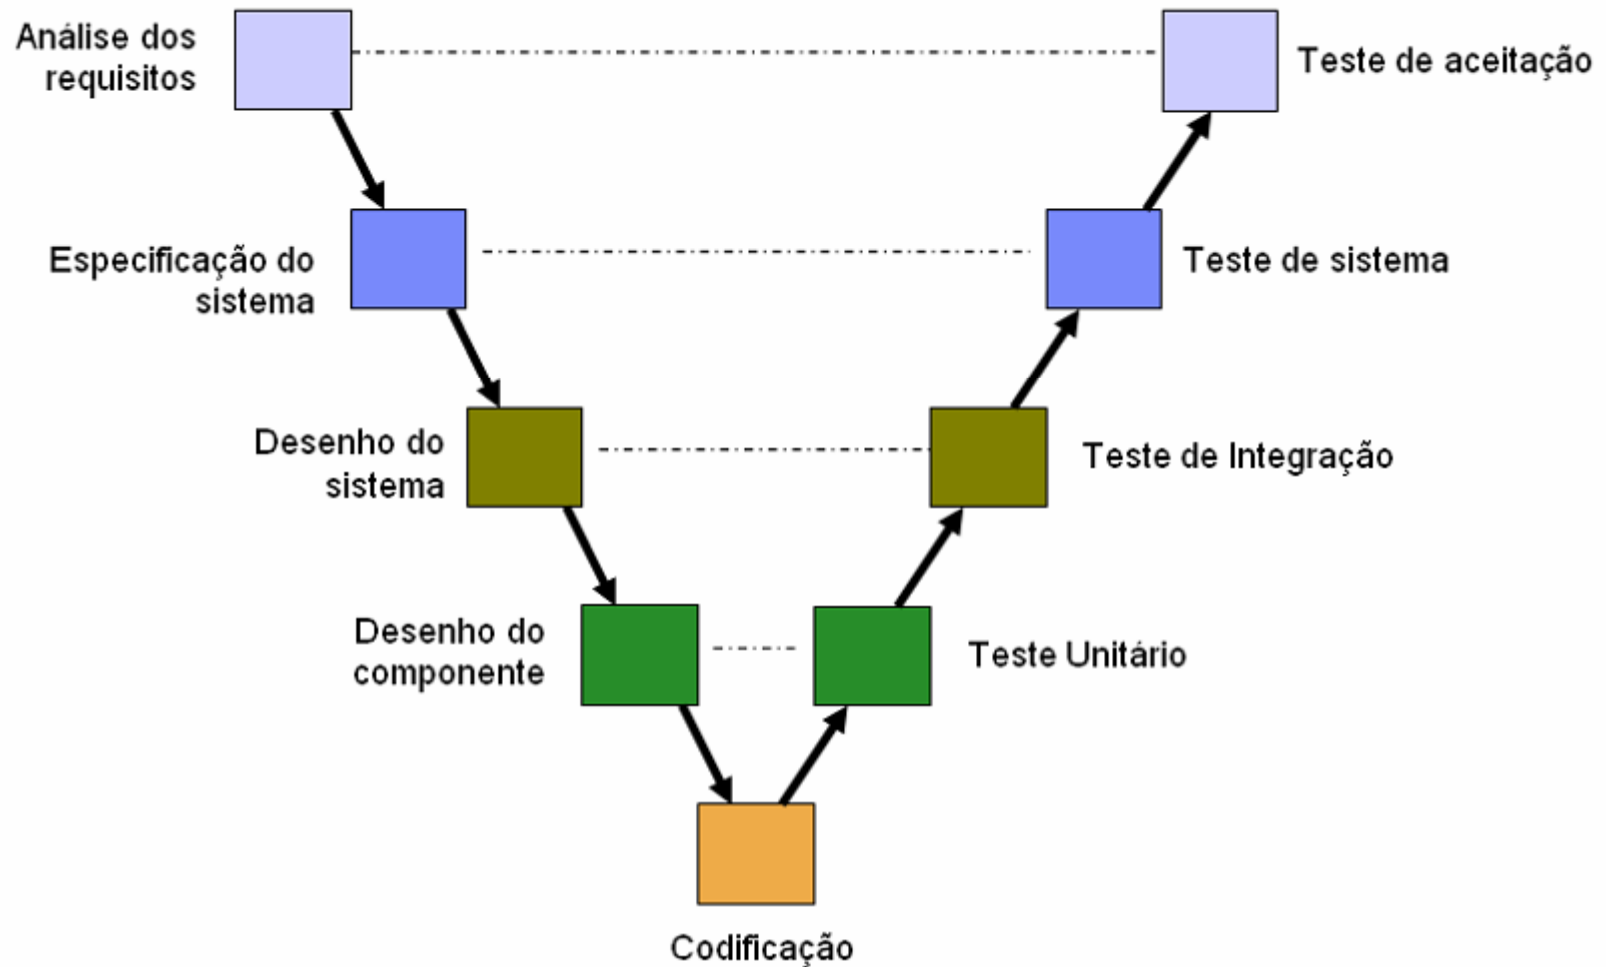 Análise dos
requisitos
Teste de aceitação
Especificação do
sistema
Teste de sistema
Desenho do
sistema
Teste de Integração
Desenho do
componente
Teste Unitário
Codificação